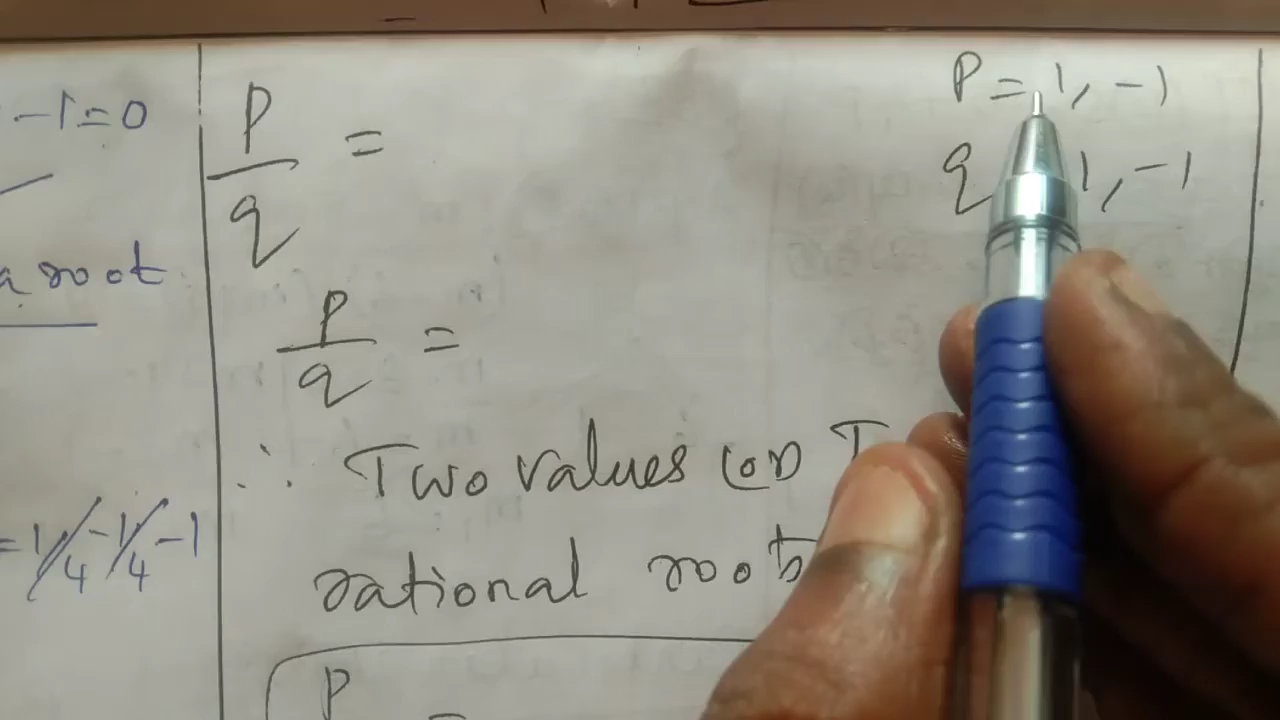 -1=0
a root
=1/4-1/4-1
P/q =
P = 1, -1
q 1, -1
P/q =
∴ Two values (or) T
rational roots
P